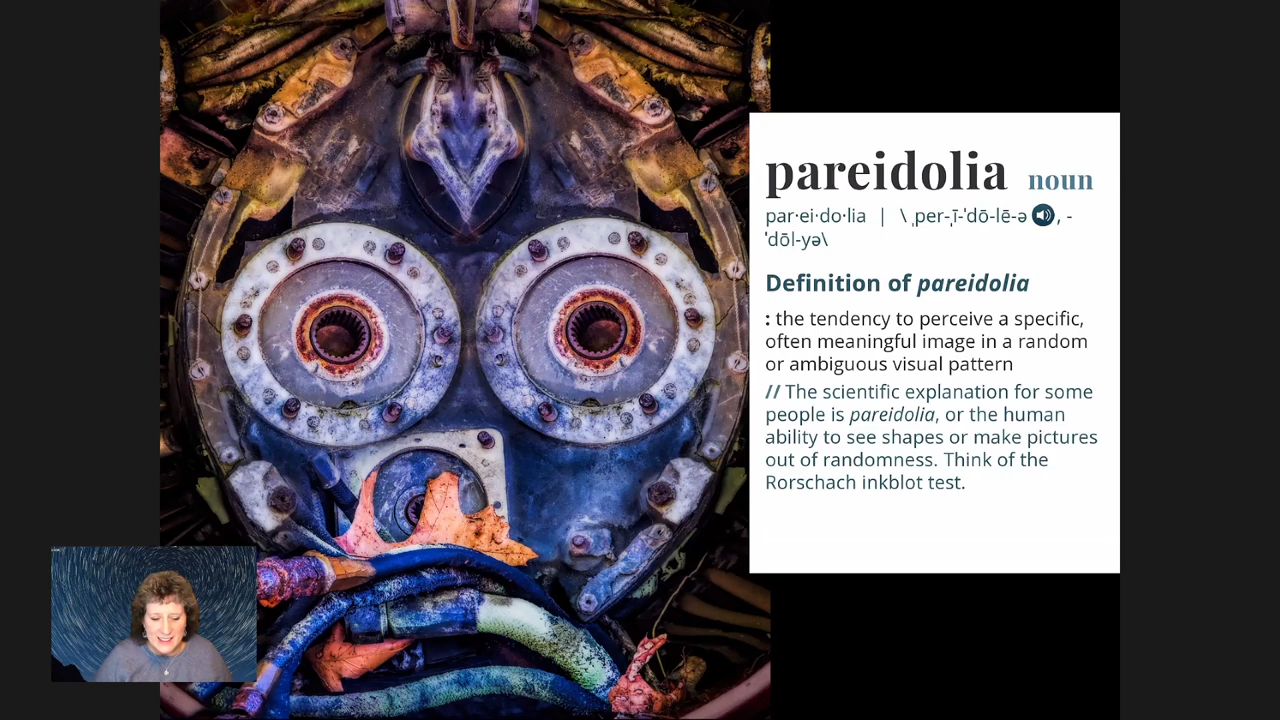 pareidolia noun
par·ei·do·lia | \ ˌper-ī-ˈdō-lē-ə , -
ˈdōl-yə\
Definition of pareidolia
: the tendency to perceive a specific,
often meaningful image in a random
or ambiguous visual pattern
// The scientific explanation for some
people is pareidolia, or the human
ability to see shapes or make pictures
out of randomness. Think of the
Rorschach inkblot test.